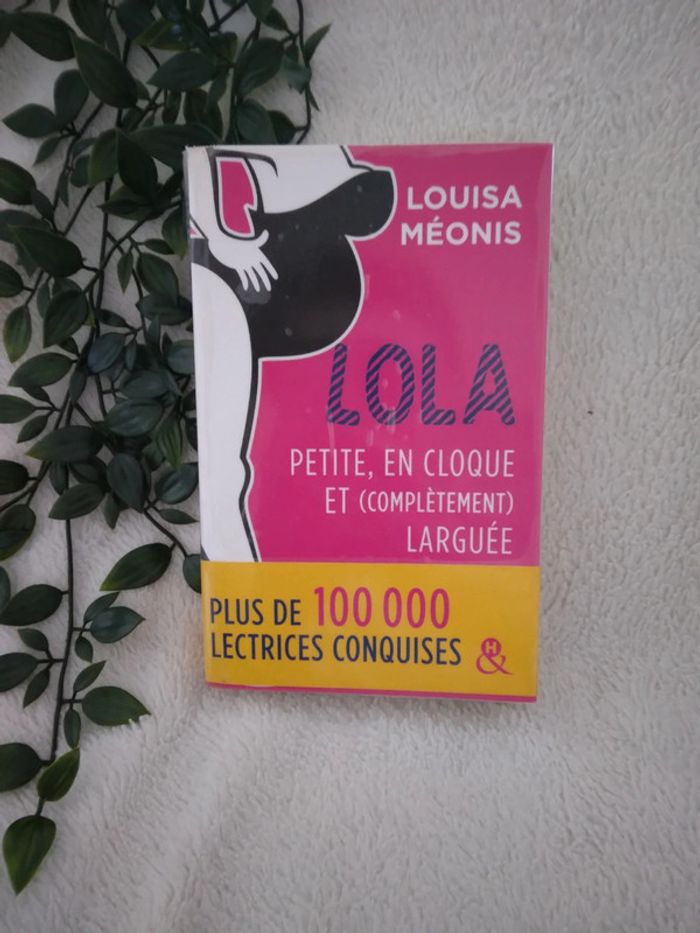 LOUISA
MÉONIS
LOLA
PETITE, EN CLOQUE
ET (COMPLÈTEMENT)
LARGUÉE
PLUS DE 100 000
LECTRICES CONQUISES
H
&